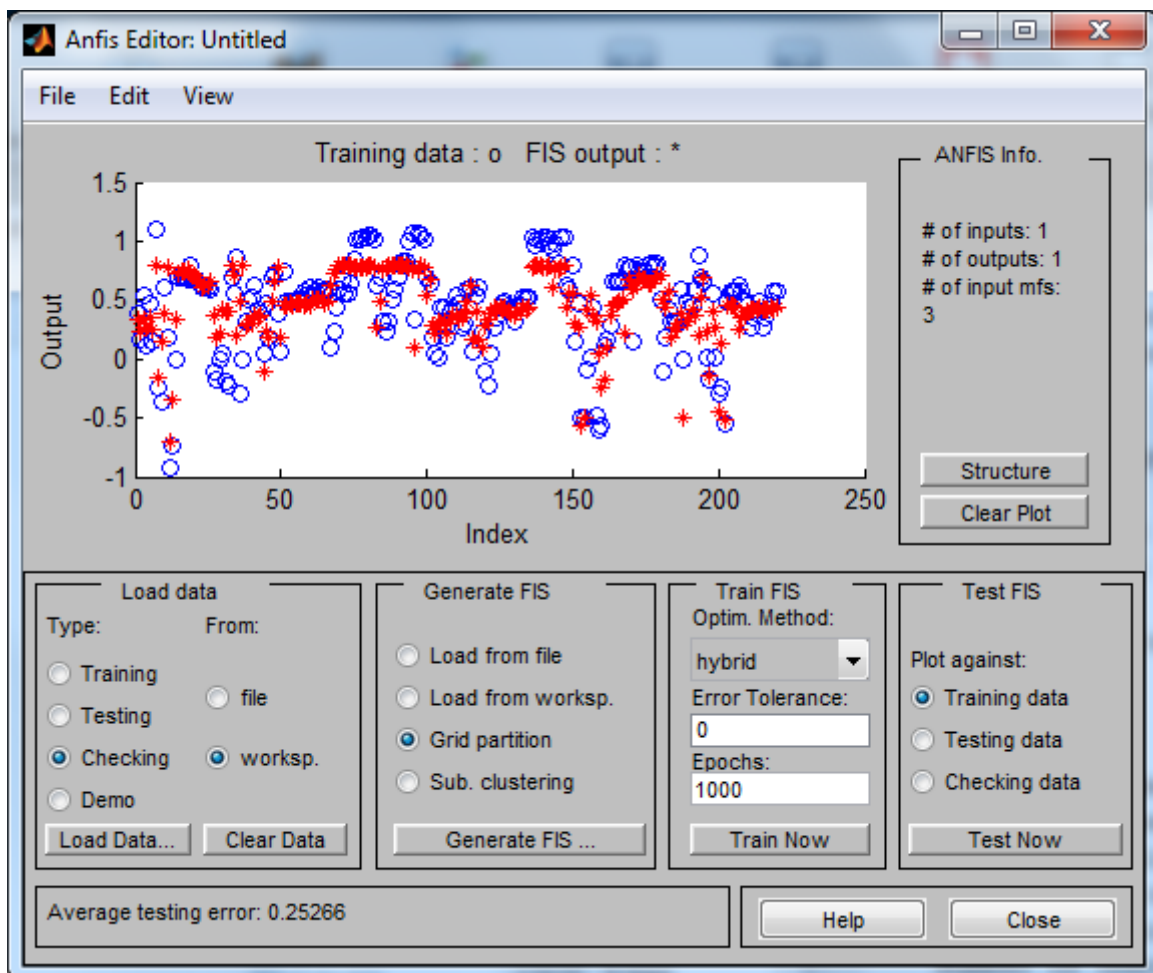 Anfis Editor: Untitled
File Edit View
Training data : o FIS output : *
1.5
1
0.5
0
-0.5
-1
Output
0 50 100 150 200 250
Index
ANFIS Info.
# of inputs: 1
# of outputs: 1
# of input mfs:
3
Structure
Clear Plot
Load data
Type: From:
Training
Testing
Checking
Demo
file
worksp.
Load Data... Clear Data
Generate FIS
Load from file
Load from worksp.
Grid partition
Sub. clustering
Generate FIS ...
Train FIS
Optim. Method:
hybrid
Error Tolerance:
0
Epochs:
1000
Train Now
Test FIS
Plot against:
Training data
Testing data
Checking data
Test Now
Average testing error: 0.25266
Help Close